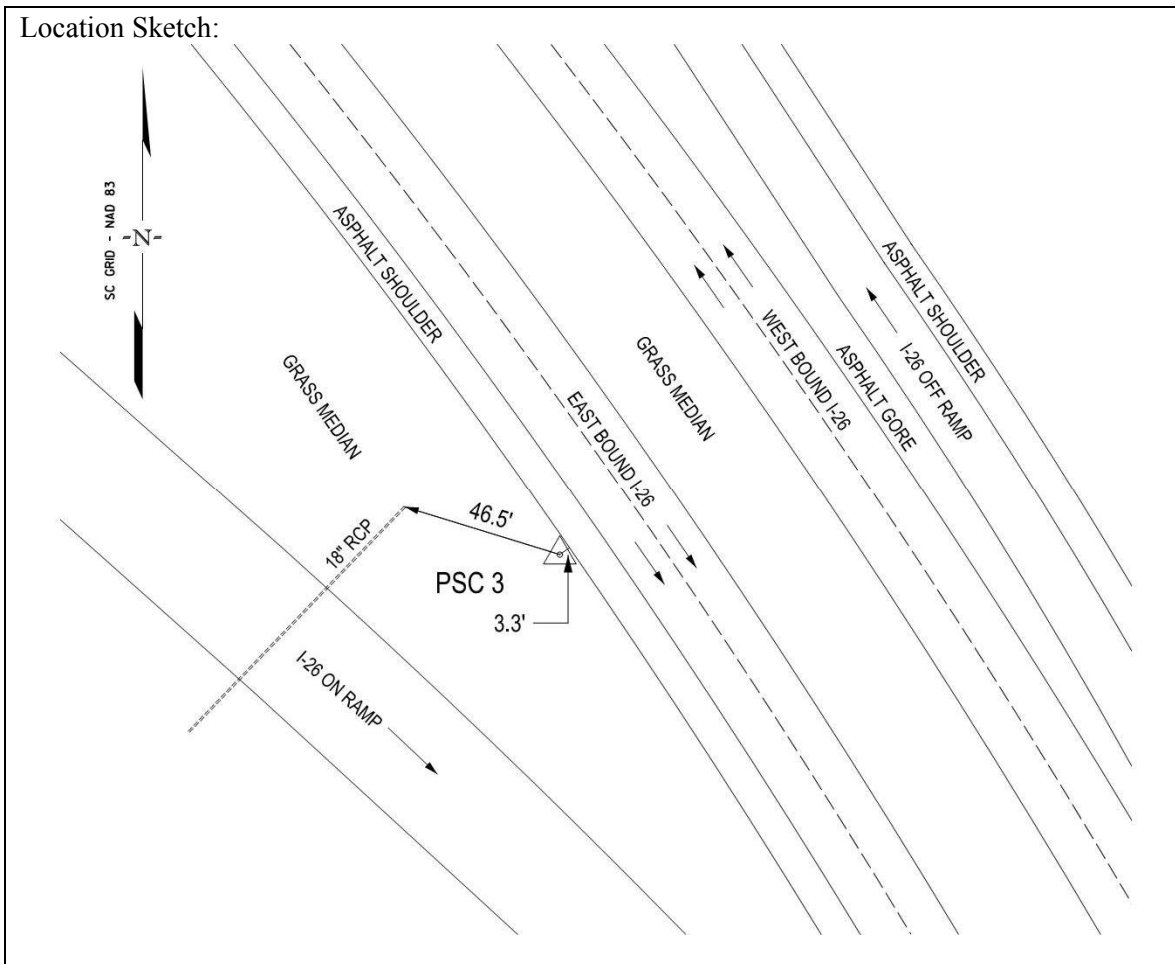 Location Sketch:
SC GRID - NAD 83
-N-
ASPHALT SHOULDER
GRASS MEDIAN
EAST BOUND I-26
GRASS MEDIAN
WEST BOUND I-26
ASPHALT GORE
I-26 OFF RAMP
ASPHALT SHOULDER
46.5'
18" RCP
PSC 3
3.3'
I-26 ON RAMP